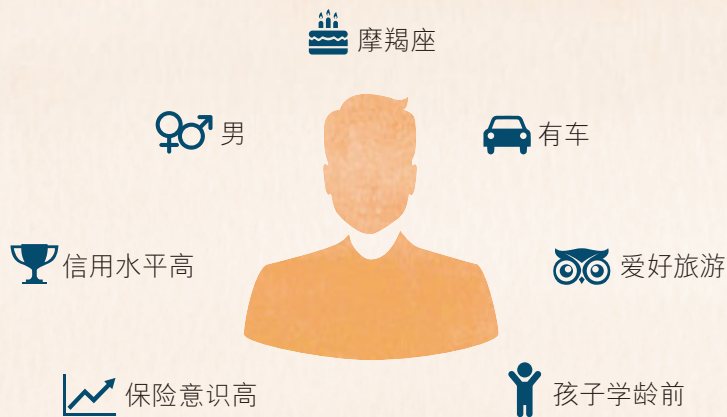 摩羯座
男
有车
信用水平高
爱好旅游
保险意识高
孩子学龄前